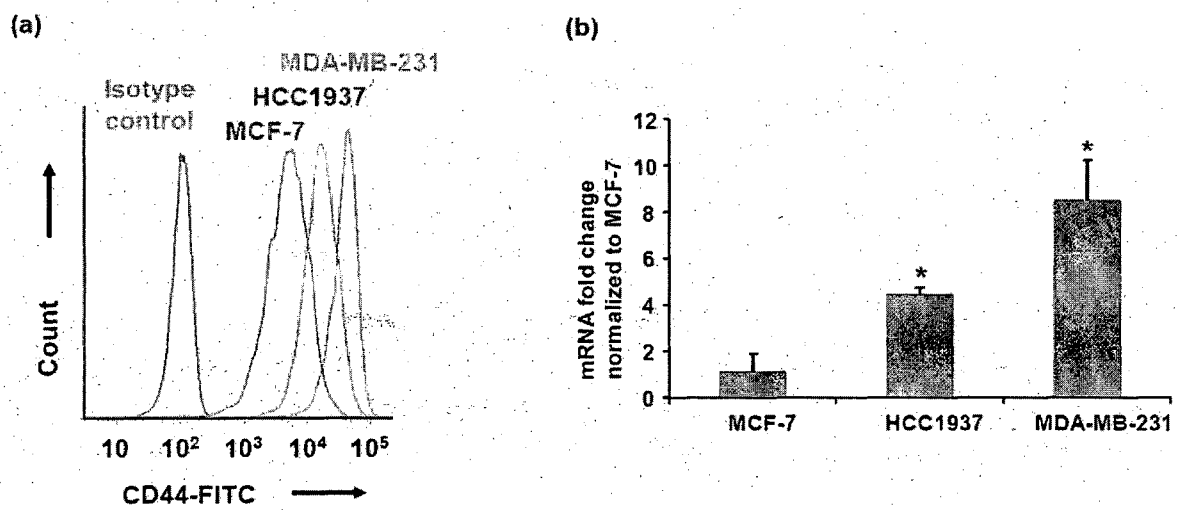 (a)
MDA-MB-231
Isotype
control
HCC1937
MCF-7
Count
10 10² 10³ 10⁴ 10⁵
CD44-FITC
(b)
mRNA fold change
normalized to MCF-7
12
10
*
8
6
*
4
2
0
MCF-7 HCC1937 MDA-MB-231